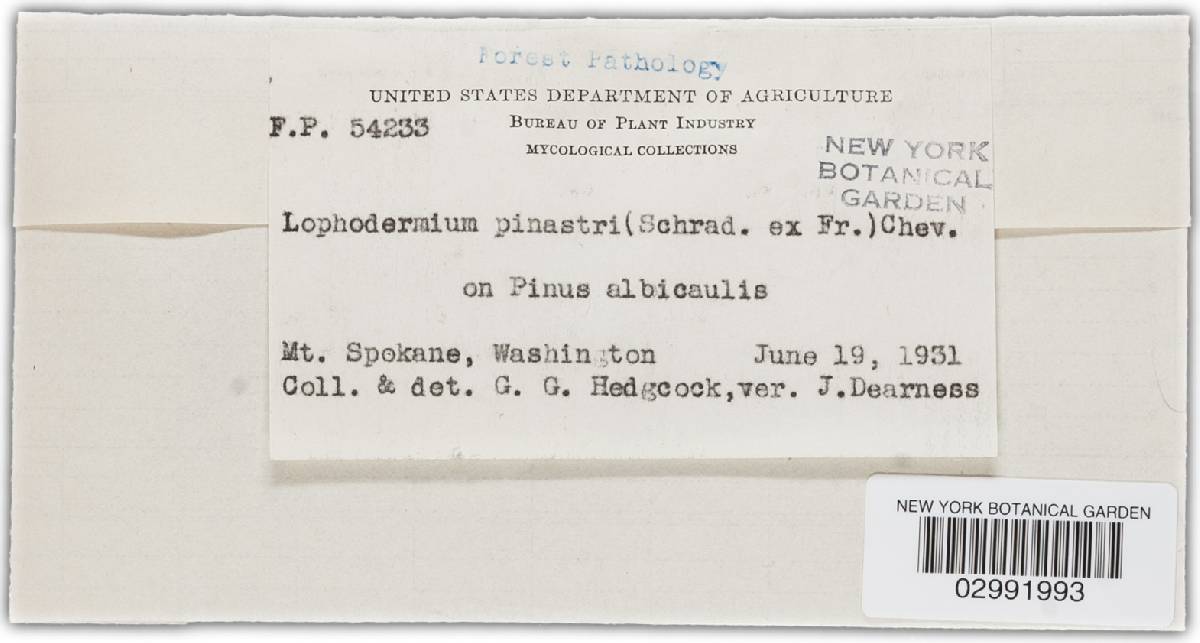 Forest Pathology
UNITED STATES DEPARTMENT OF AGRICULTURE
F.P. 54233
BUREAU OF PLANT INDUSTRY
MYCOLOGICAL COLLECTIONS
NEW YORK
BOTANICAL
GARDEN
Lophodermium pinastri(Schrad. ex Fr.)Chev.
on Pinus albicaulis
Mt. Spokane, Washington June 19, 1931
Coll. & det. G. G. Hedgcock,ver. J.Dearness
NEW YORK BOTANICAL GARDEN
02991993